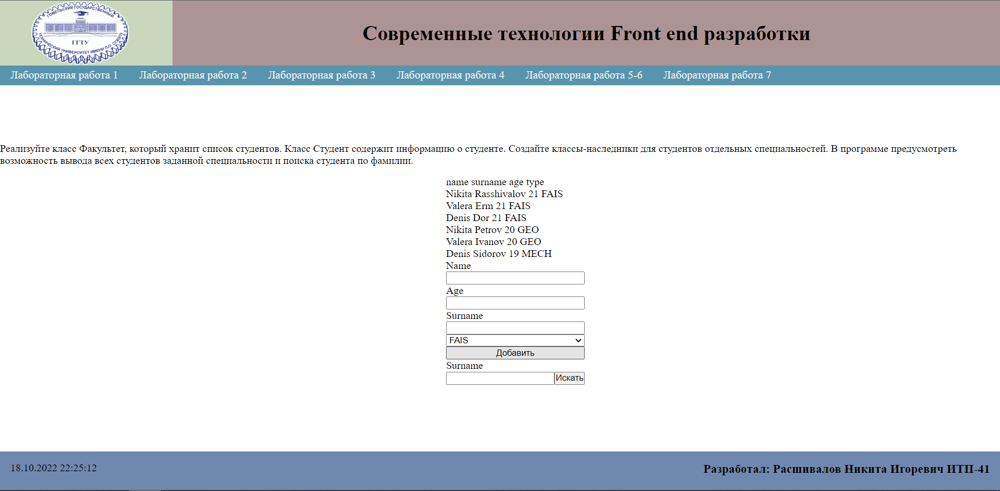 ГОМЕЛЬСКИЙ ГОСУДАРСТВЕННЫЙ
ГГТУ
ТЕХНИЧЕСКИЙ УНИВЕРСИТЕТ ИМЕНИ П.О. СУХОГО
Современные технологии Front end разработки
Лабораторная работа 1 Лабораторная работа 2 Лабораторная работа 3 Лабораторная работа 4 Лабораторная работа 5-6 Лабораторная работа 7
Реализуйте класс Факультет, который хранит список студентов. Класс Студент содержит информацию о студенте. Создайте классы-наследники для студентов отдельных специальностей. В программе предусмотреть
возможность вывода всех студентов заданной специальности и поиска студента по фамилии.
name surname age type
Nikita Rasshivalov 21 FAIS
Valera Erm 21 FAIS
Denis Dor 21 FAIS
Nikita Petrov 20 GEO
Valera Ivanov 20 GEO
Denis Sidorov 19 MECH
Name
Age
Surname
FAIS
Добавить
Surname
Искать
18.10.2022 22:25:12
Разработал: Расшивалов Никита Игоревич ИТП-41